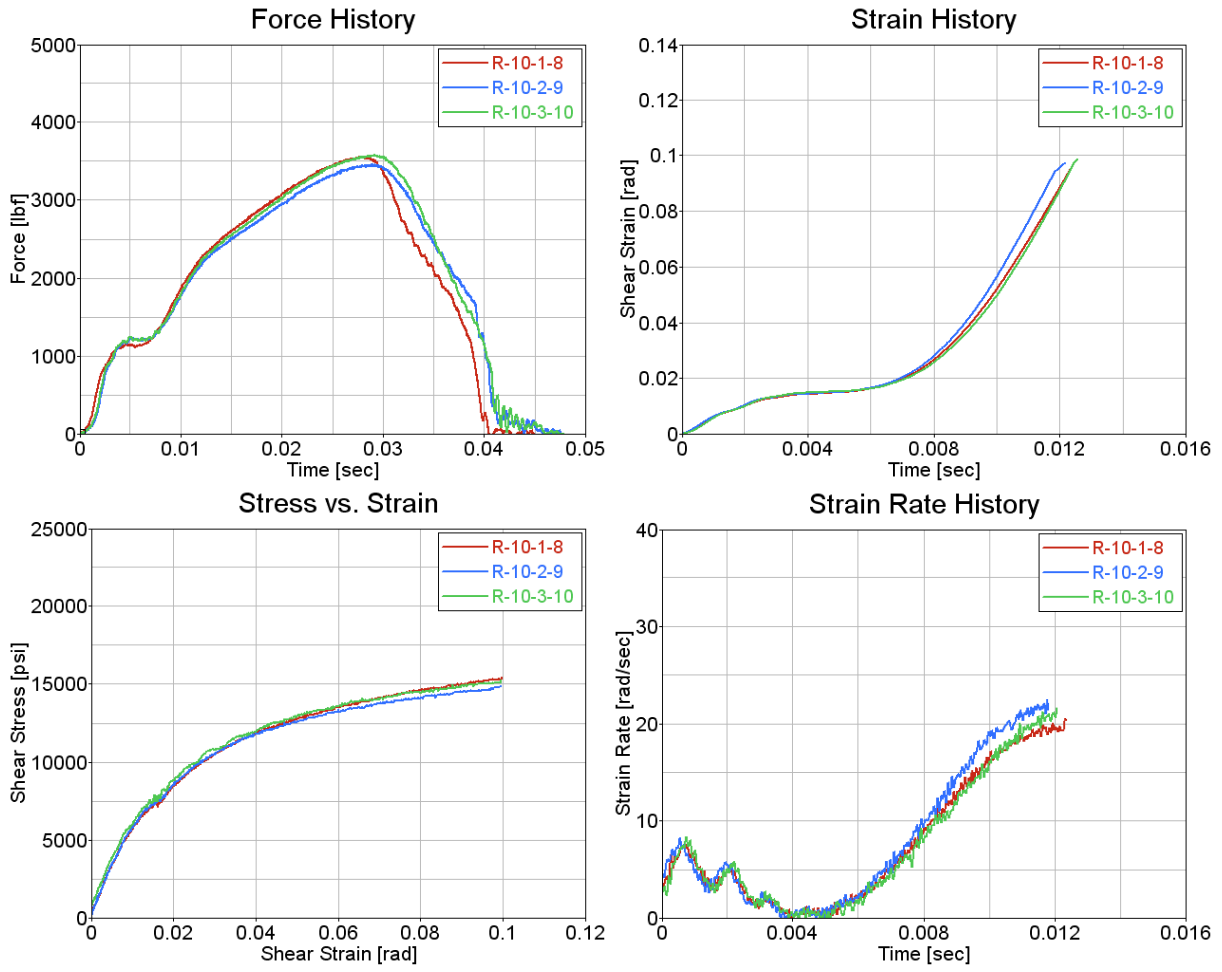 Force History
5000
4000
3000
2000
1000
0
Force [lbf]
R-10-1-8
R-10-2-9
R-10-3-10
0
0.01
0.02
0.03
0.04
0.05
Time [sec]
Strain History
0.14
0.12
0.1
0.08
0.06
0.04
0.02
0
Shear Strain [rad]
R-10-1-8
R-10-2-9
R-10-3-10
0
0.004
0.008
0.012
0.016
Time [sec]
Stress vs. Strain
25000
20000
15000
10000
5000
0
Shear Stress [psi]
R-10-1-8
R-10-2-9
R-10-3-10
0
0.02
0.04
0.06
0.08
0.1
0.12
Shear Strain [rad]
Strain Rate History
40
30
20
10
0
Strain Rate [rad/sec]
R-10-1-8
R-10-2-9
R-10-3-10
0
0.004
0.008
0.012
0.016
Time [sec]